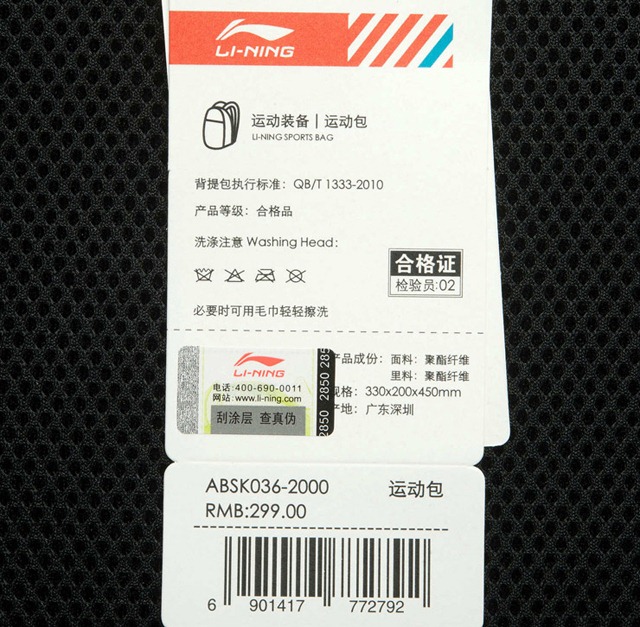 LI-NING
运动装备 | 运动包
LI-NING SPORTS BAG
背提包执行标准: QB/T 1333-2010
产品等级: 合格品
洗涤注意 Washing Head:
合格证
检验员:02
必要时可用毛巾轻轻擦洗
LI-NING
电话:400-690-0011
网站:www.li-ning.com
刮涂层 查真伪
2850 2850 285
产品成份: 面料: 聚酯纤维
里料: 聚酯纤维
规格: 330x200x450mm
产地: 广东深圳
ABSK036-2000 运动包
RMB:299.00
6 901417 772792